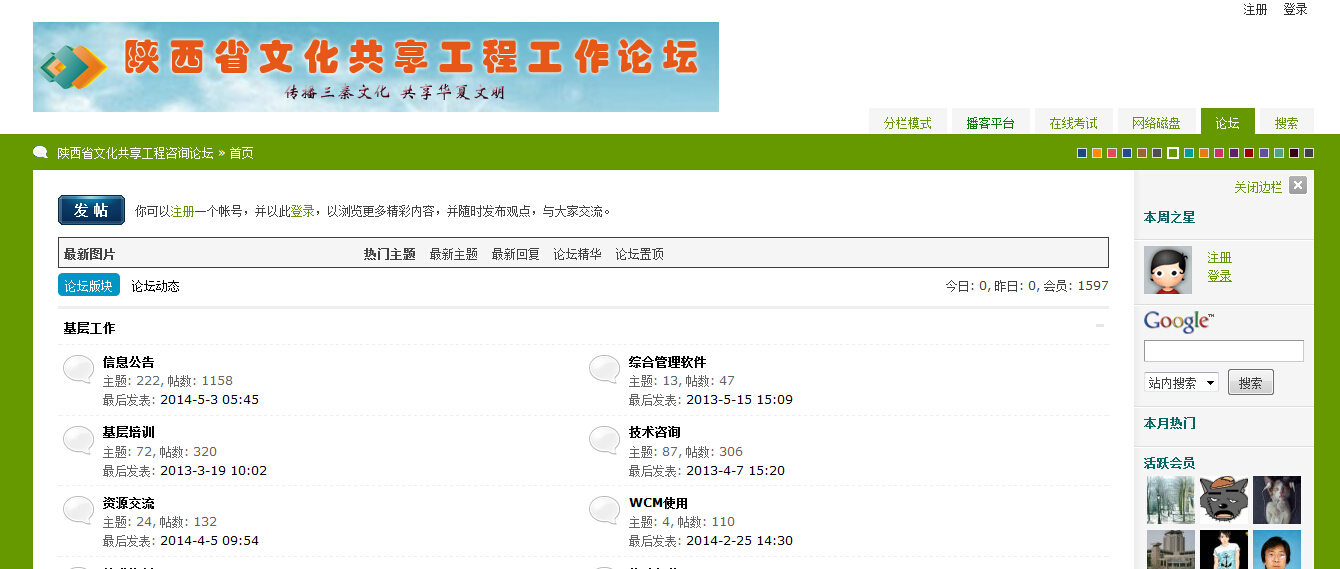 注册 登录
陕西省文化共享工程工作论坛
传播三秦文化 共享华夏文明
分栏模式 播客平台 在线考试 网络磁盘 论坛 搜索
陕西省文化共享工程咨询论坛 » 首页
关闭边栏
发帖 你可以注册一个帐号，并以此登录，以浏览更多精彩内容，并随时发布观点，与大家交流。
本周之星
最新图片 热门主题 最新主题 最新回复 论坛精华 论坛置顶
注册
登录
论坛版块 论坛动态 今日: 0, 昨日: 0, 会员: 1597
Google™
基层工作
站内搜索 搜索
信息公告 综合管理软件
主题: 222, 帖数: 1158 主题: 13, 帖数: 47
最后发表: 2014-5-3 05:45 最后发表: 2013-5-15 15:09
本月热门
基层培训 技术咨询
主题: 72, 帖数: 320 主题: 87, 帖数: 306
最后发表: 2013-3-19 10:02 最后发表: 2013-4-7 15:20
活跃会员
资源交流 WCM使用
主题: 24, 帖数: 132 主题: 4, 帖数: 110
最后发表: 2014-4-5 09:54 最后发表: 2014-2-25 14:30